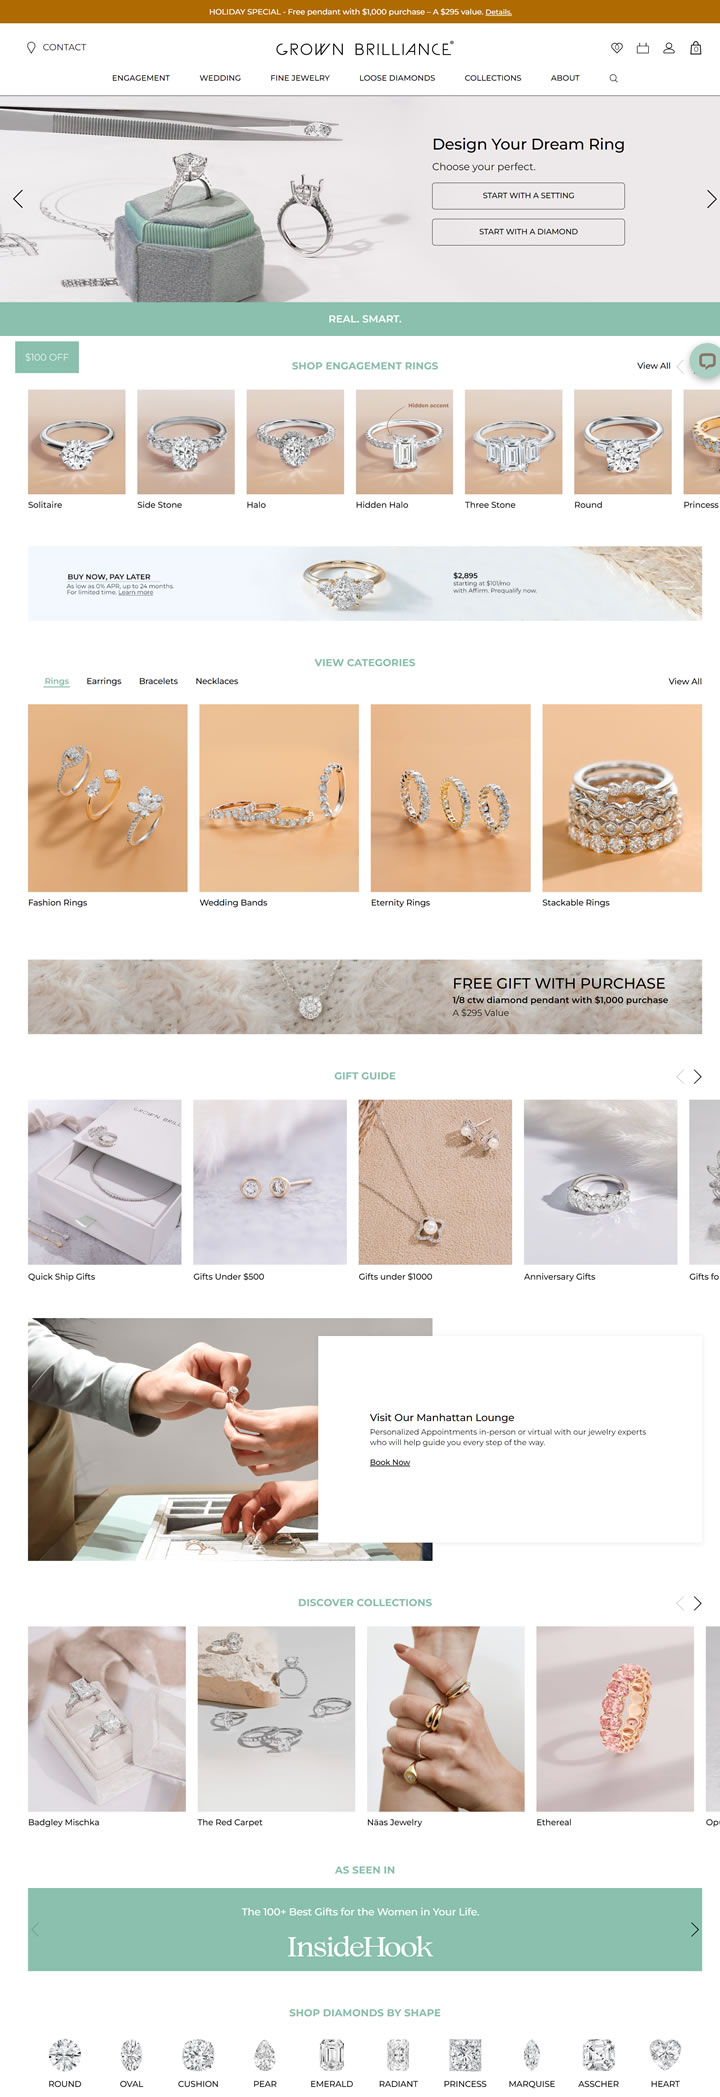 HOLIDAY SPECIAL - Free pendant with $1,000 purchase – A $295 value. Details.
CONTACT
GROWN BRILLIANCE®
0
ENGAGEMENT
WEDDING
FINE JEWELRY
LOOSE DIAMONDS
COLLECTIONS
ABOUT
Design Your Dream Ring
Choose your perfect.
START WITH A SETTING
START WITH A DIAMOND
REAL. SMART.
$100 OFF
SHOP ENGAGEMENT RINGS
View All
Hidden accent
Solitaire
Side Stone
Halo
Hidden Halo
Three Stone
Round
Princess
BUY NOW, PAY LATER
As low as 0% APR, up to 24 months.
For limited time. Learn more
$2,895
starting at $101/mo
with Affirm. Prequalify now.
VIEW CATEGORIES
Rings
Earrings
Bracelets
Necklaces
View All
Fashion Rings
Wedding Bands
Eternity Rings
Stackable Rings
FREE GIFT WITH PURCHASE
1/8 ctw diamond pendant with $1,000 purchase
A $295 Value
GIFT GUIDE
GROWN BRILL
Quick Ship Gifts
Gifts Under $500
Gifts under $1000
Anniversary Gifts
Gifts fo
Visit Our Manhattan Lounge
Personalized Appointments in-person or virtual with our jewelry experts
who will help guide you every step of the way.
Book Now
DISCOVER COLLECTIONS
Badgley Mischka
The Red Carpet
Näas Jewelry
Ethereal
Op
AS SEEN IN
The 100+ Best Gifts for the Women in Your Life.
InsideHook
SHOP DIAMONDS BY SHAPE
ROUND
OVAL
CUSHION
PEAR
EMERALD
RADIANT
PRINCESS
MARQUISE
ASSCHER
HEART